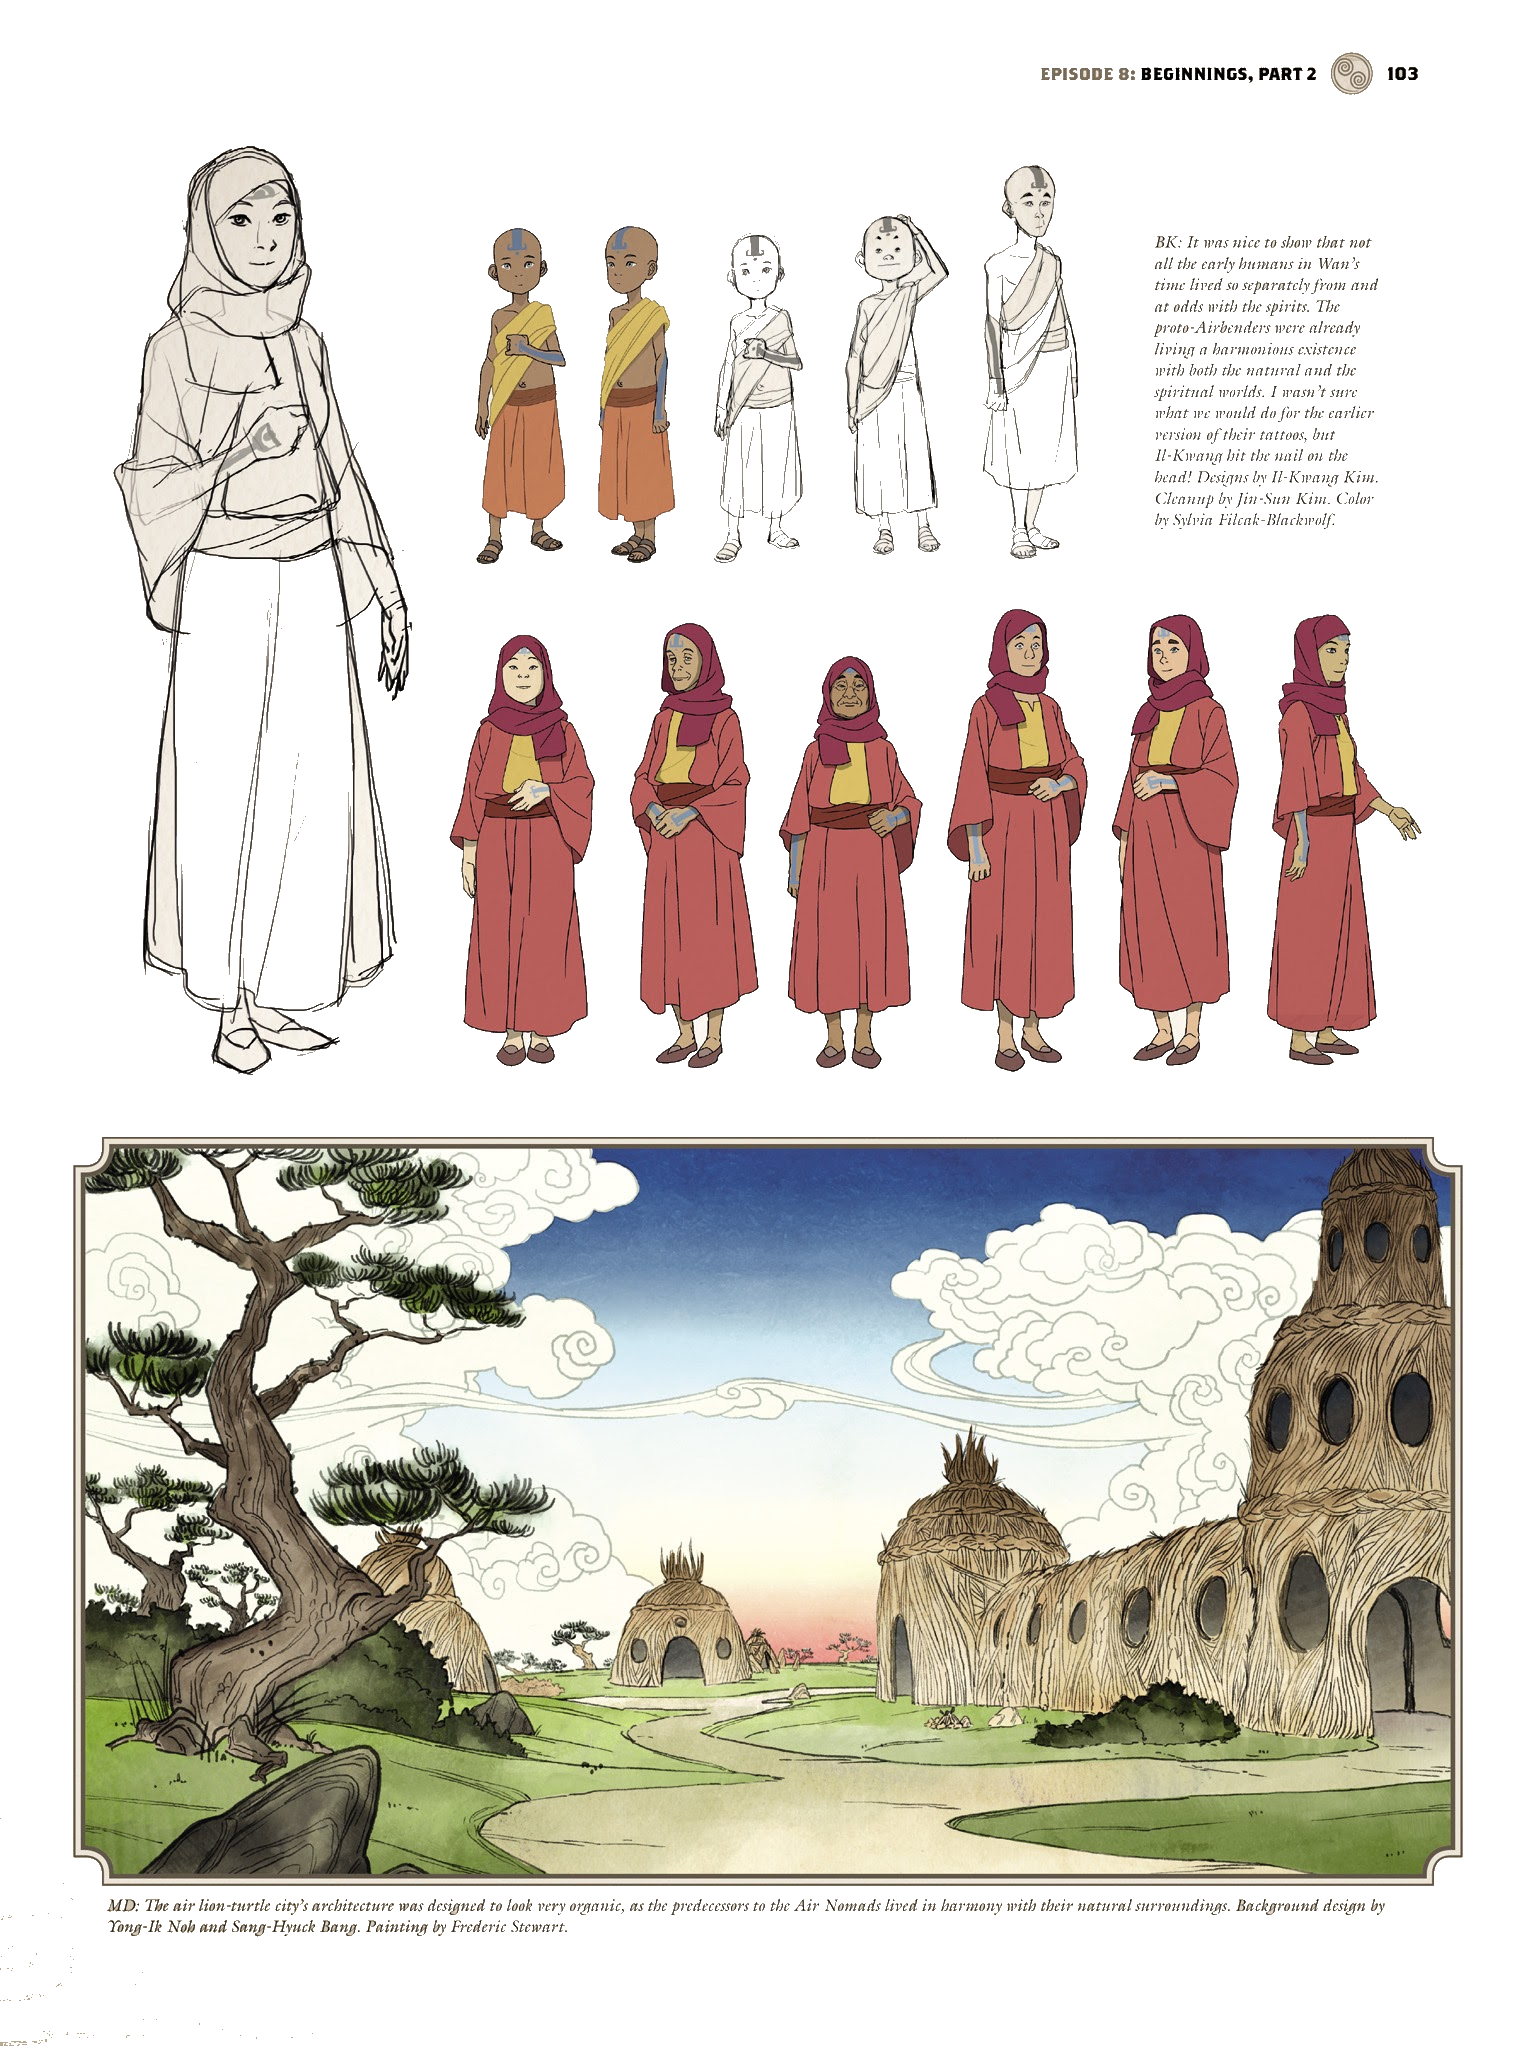 EPISODE 8: BEGINNINGS, PART 2 103
BK: It was nice to show that not
all the early humans in Wan's
time lived so separately from and
at odds with the spirits. The
proto-Airbenders were already
living a harmonious existence
with both the natural and the
spiritual worlds. I wasn't sure
what we would do for the earlier
version of their tattoos, but
Il-Kwang hit the nail on the
head! Designs by Il-Kwang Kim.
Cleanup by Jin-Sun Kim. Color
by Sylvia Filcak-Blackwolf.
MD: The air lion-turtle city's architecture was designed to look very organic, as the predecessors to the Air Nomads lived in harmony with their natural surroundings. Background design by
Yong-Ik Noh and Sang-Hyuck Bang. Painting by Frederic Stewart.